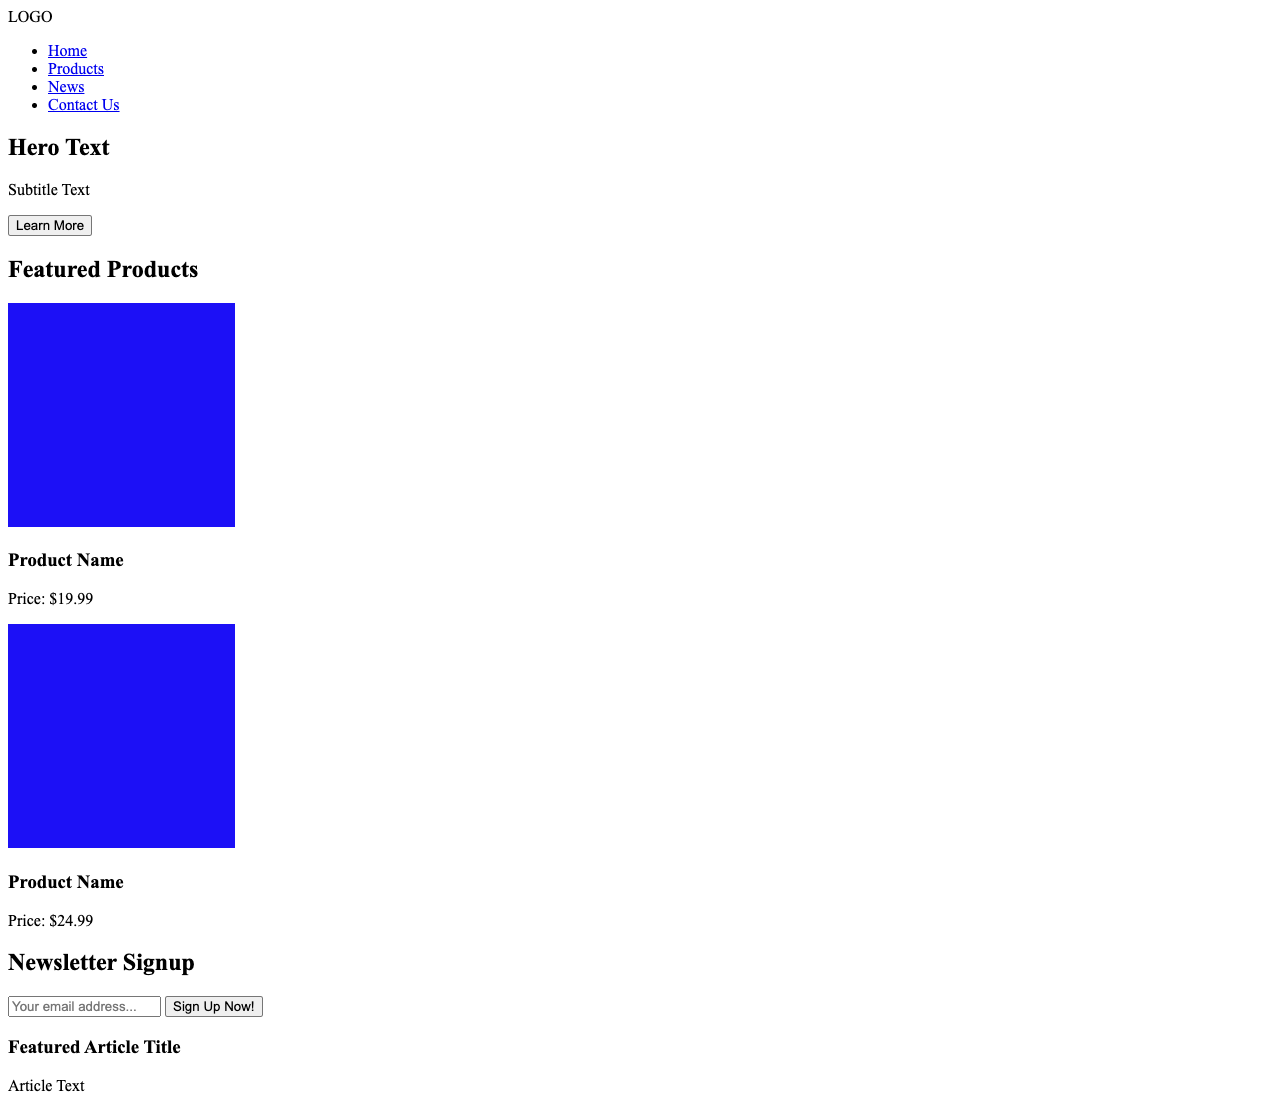 LOGO
Home
Products
News
Contact Us
Hero Text
Subtitle Text
Learn More
Featured Products
Product Name
Price: $19.99
Product Name
Price: $24.99
Newsletter Signup
Your email address... Sign Up Now!
Featured Article Title
Article Text